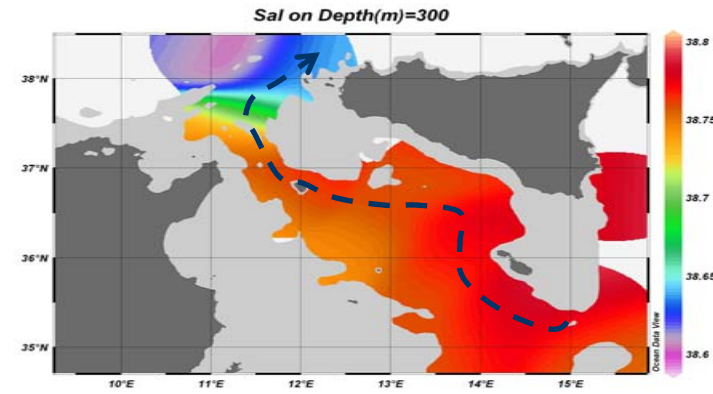 Sal on Depth(m)=300
38°N
37°N
36°N
35°N
10°E 11°E 12°E 13°E 14°E 15°E
38.8
38.75
38.7
38.65
38.6
Ocean Data View